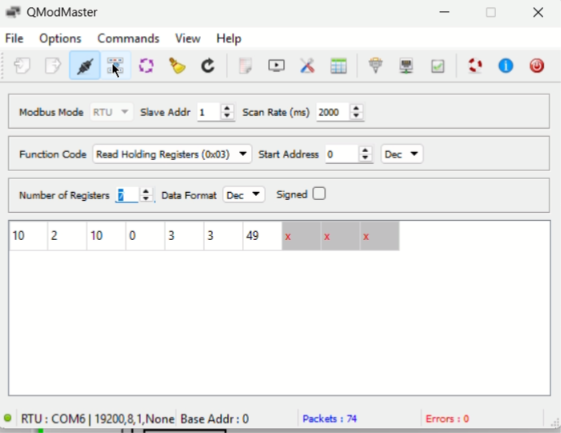 QModMaster
File Options Commands View Help
Modbus Mode RTU Slave Addr 1 Scan Rate (ms) 2000
Function Code Read Holding Registers (0x03) Start Address 0 Dec
Number of Registers 7 Data Format Dec Signed
10 2 10 0 3 3 49 x x x
RTU : COM6 | 19200,8,1,None Base Addr : 0 Packets : 74 Errors : 0